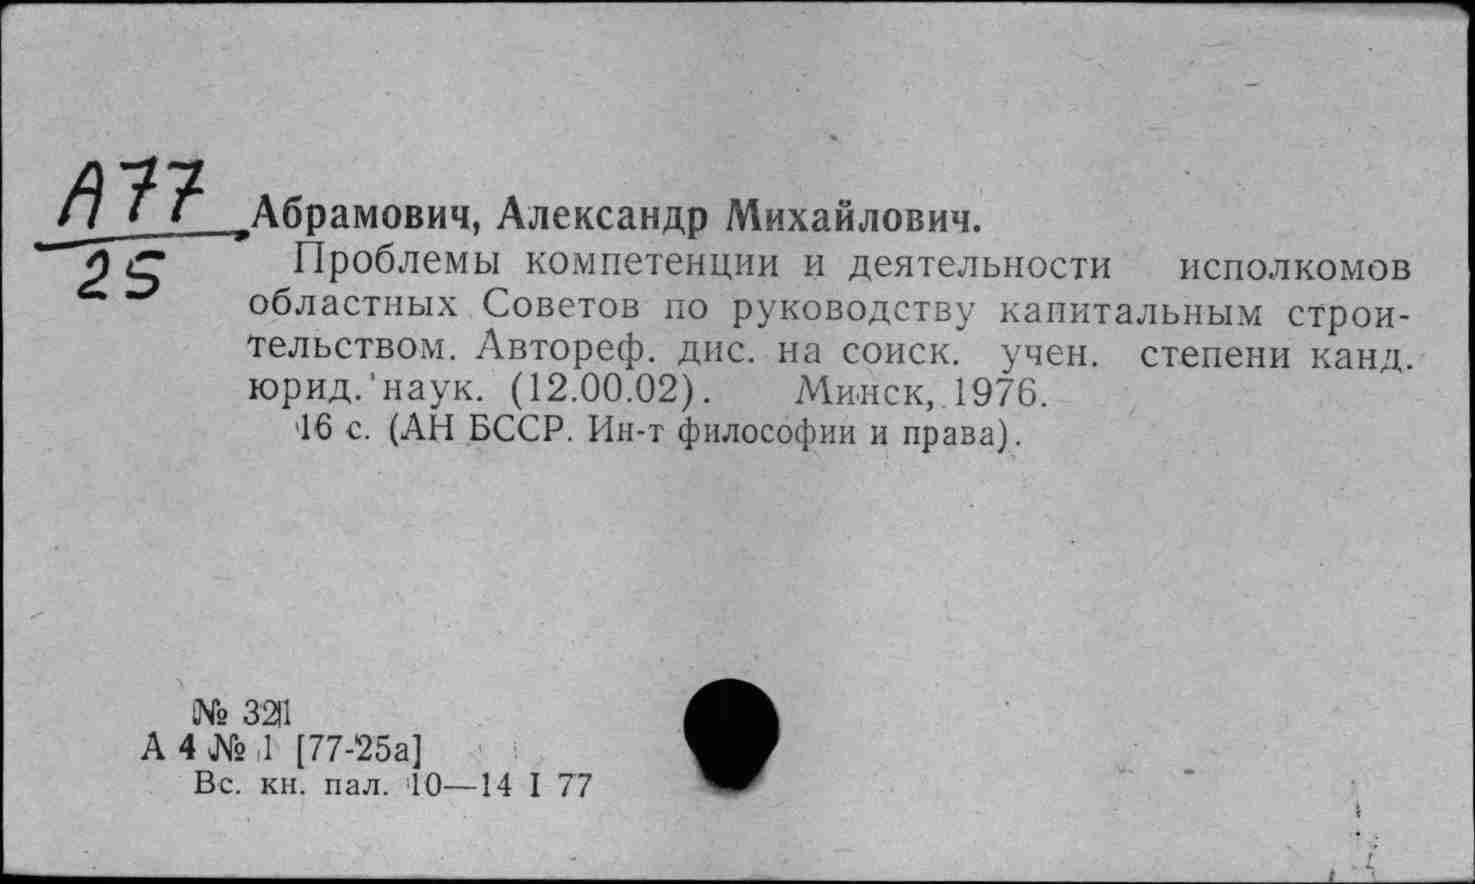 А77
25
Абрамович, Александр Михайлович.
Проблемы компетенции и деятельности исполкомов
областных Советов по руководству капитальным строи-
тельством. Автореф. дис. на соиск. учен. степени канд.
юрид. наук. (12.00.02). Минск, 1976.
16 с. (АН БССР. Ин-т философии и права).
№ 321
А 4 № 1 [77-25а]
Вс. кн. пал. 10—14 I 77